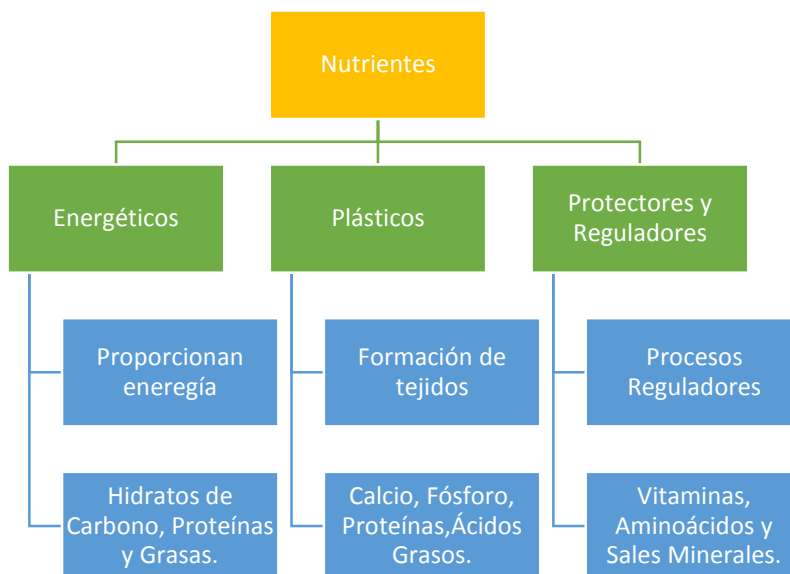 Nutrientes
Energéticos
Plásticos
Protectores y
Reguladores
Proporcionan
eneregía
Formación de
tejidos
Procesos
Reguladores
Hidratos de
Carbono, Proteínas
y Grasas.
Calcio, Fósforo,
Proteínas,Ácidos
Grasos.
Vitaminas,
Aminoácidos y
Sales Minerales.